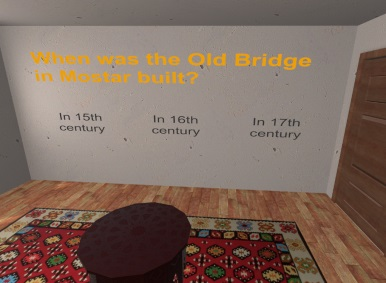 When was the Old Bridge
in Mostar built?
In 15th
century
In 16th
century
In 17th
century